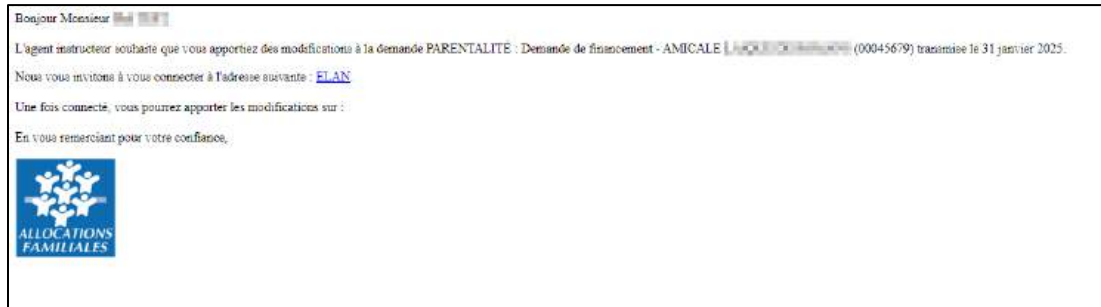 Bonjour Monsieur
L'agent instructeur souhaite que vous apportiez des modifications à la demande PARENTALITÉ : Demande de financement - AMICALE (00045679) transmise le 31 janvier 2025.
Nous vous invitons à vous connecter à l'adresse suivante : ELAN
Une fois connecté, vous pourrez apporter les modifications sur :
En vous remerciant pour votre confiance,
ALLOCATIONS
FAMILIALES